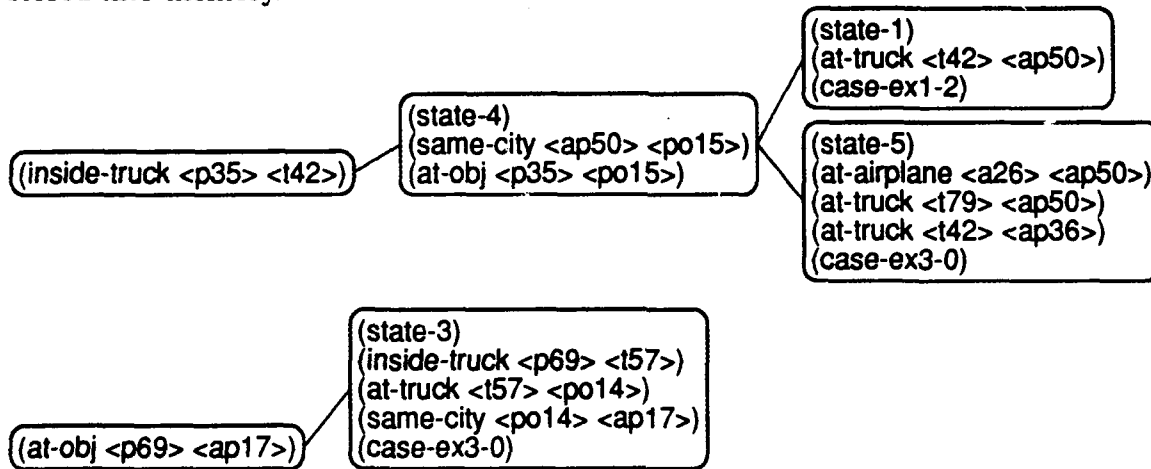 (state-1)
(at-truck <t42> <ap50>)
(case-ex1-2)
(state-4)
(same-city <ap50> <po15>)
(at-obj <p35> <po15>)
(inside-truck <p35> <t42>)
(state-5)
(at-airplane <a26> <ap50>)
(at-truck <t79> <ap50>)
(at-truck <t42> <ap36>)
(case-ex3-0)
(state-3)
(inside-truck <p69> <t57>)
(at-truck <t57> <po14>)
(same-city <po14> <ap17>)
(case-ex3-0)
(at-obj <p69> <ap17>)